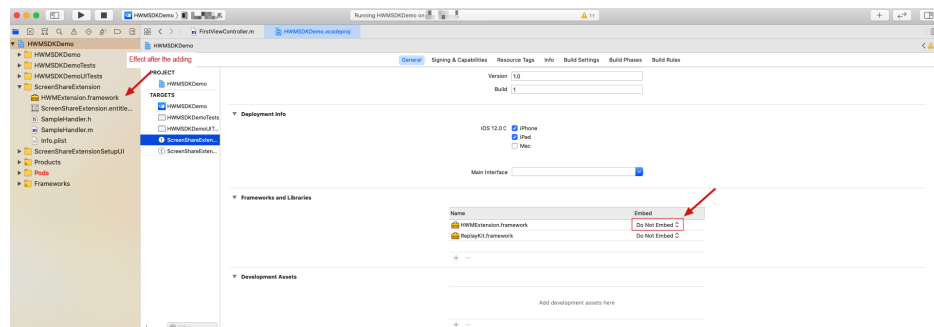 HWMSDKDemo
Running HWMSDKDemo on
11
FirstViewController.m
HWMSDKDemo.xcodeproj
HWMSDKDemo
HWMSDKDemo
HWMSDKDemoTests
HWMSDKDemoUITests
ScreenShareExtension
HWMExtension.framework
ScreenShareExtension.entitle...
SampleHandler.h
SampleHandler.m
Info.plist
ScreenShareExtensionSetupUI
Products
Pods
Frameworks
Effect after the adding
HWMSDKDemo
General Signing & Capabilities Resource Tags Info Build Settings Build Phases Build Rules
PROJECT
HWMSDKDemo
TARGETS
HWMSDKDemo
HWMSDKDemoTests
HWMSDKDemoUIT...
ScreenShareExten...
ScreenShareExten...
Version 1.0
Build 1
Deployment Info
iOS 12.0
iPhone
iPad
Mac
Main Interface
Frameworks and Libraries
Name Embed
HWMExtension.framework Do Not Embed
ReplayKit.framework Do Not Embed
+ −
Development Assets
Add development assets here
+ −